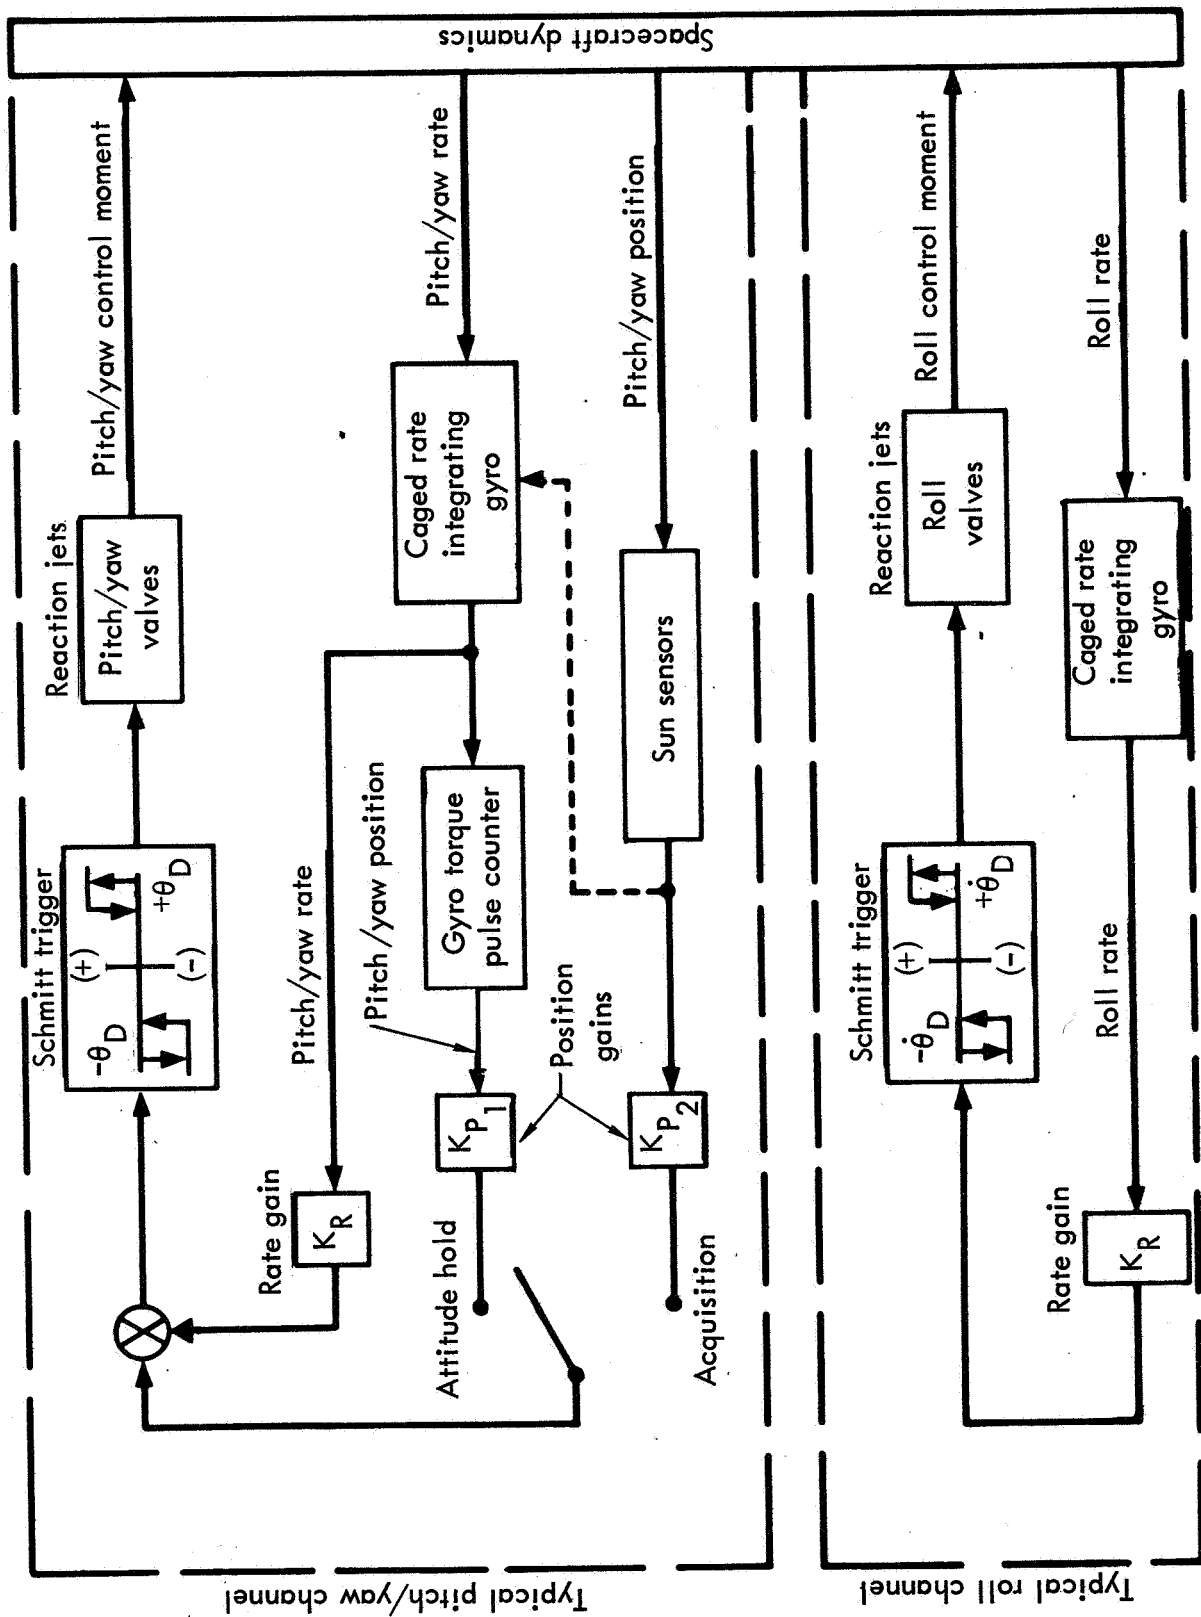 Typical pitch/yaw channel
Schmitt trigger
-θD
(+)
(-)
+θD
Reaction jets
Pitch/yaw
valves
Pitch/yaw control moment
Rate gain
KR
Pitch/yaw rate
Attitude hold
KP1
Pitch/yaw position
Gyro torque
pulse counter
Caged rate
integrating
gyro
Pitch/yaw rate
Position
gains
Acquisition
KP2
Sun sensors
Pitch/yaw position
Spacecraft dynamics
Typical roll channel
Schmitt trigger
-θ̇D
(+)
(-)
+θ̇D
Reaction jets
Roll
valves
Roll control moment
Rate gain
KR
Roll rate
Caged rate
integrating
gyro
Roll rate